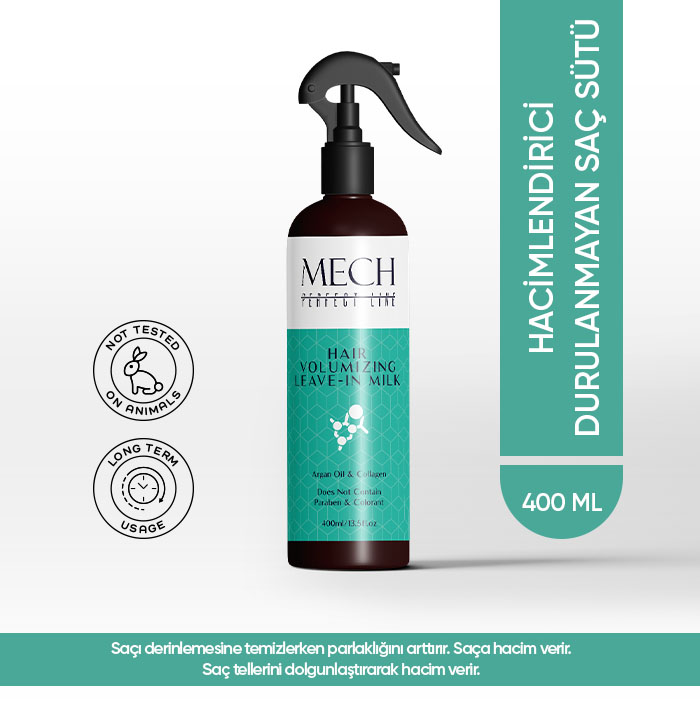 HACİMLENDİRİCİ
DURULANMAYAN SAÇ SÜTÜ
400 ML
MECH
PERFECT LINE
HAIR
VOLUMIZING
LEAVE-IN MILK
Argan Oil & Collagen
Does Not Contain
Paraben & Colorant
400ml/13.5fl.oz
NOT TESTED
ON ANIMALS
LONG TERM
USAGE
Saçı derinlemesine temizlerken parlaklığını arttırır. Saça hacim verir.
Saç tellerini dolgunlaştırarak hacim verir.